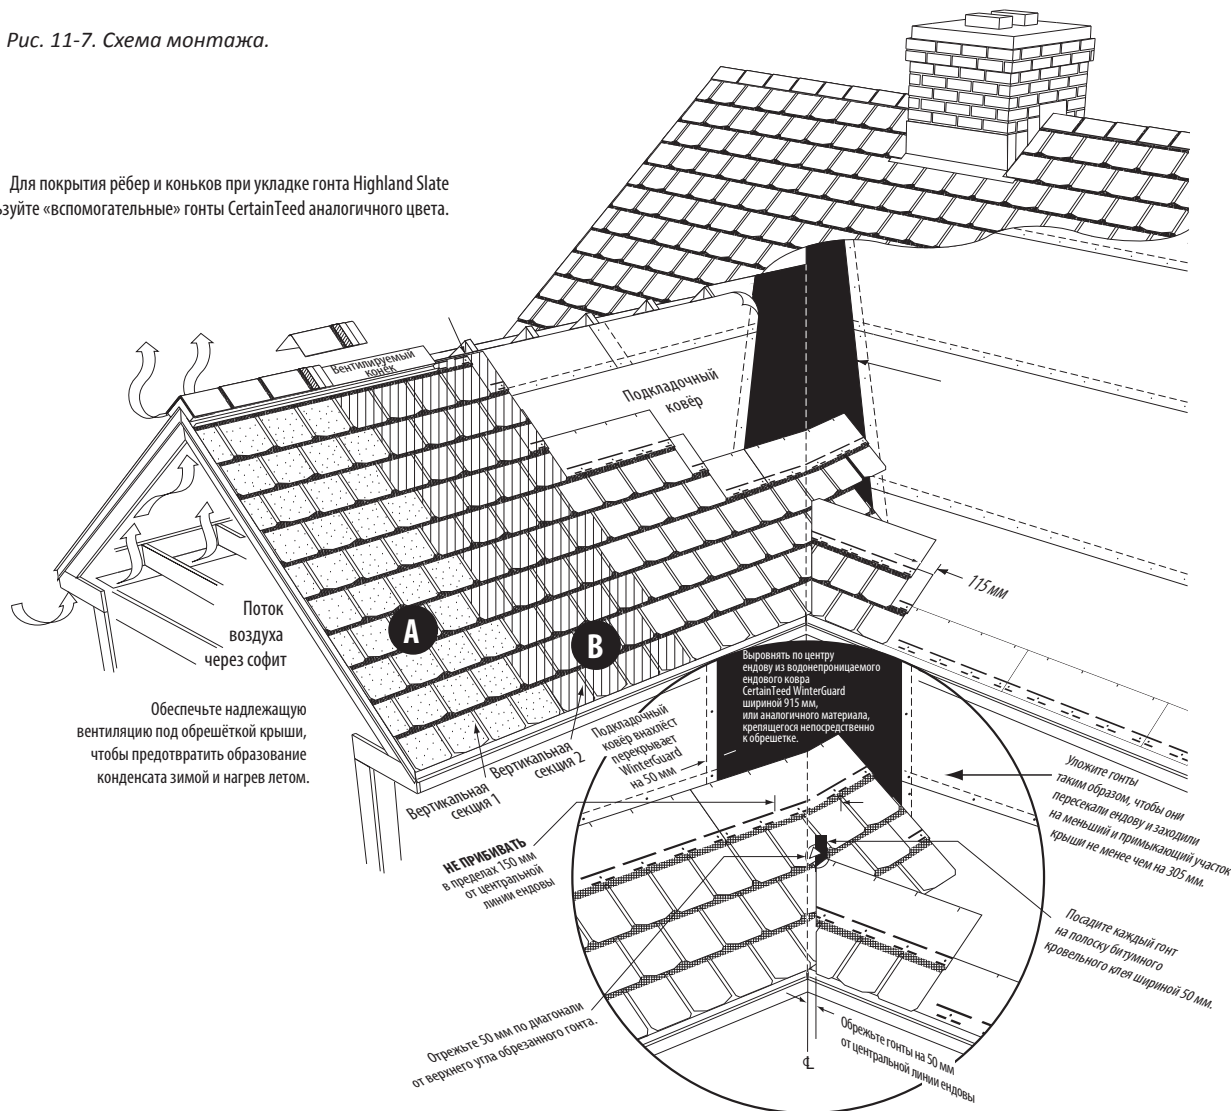 Рис. 11-7. Схема монтажа.
Для покрытия рёбер и коньков при укладке гонта Highland Slate
зуйте «вспомогательные» гонты CertainTeed аналогичного цвета.
Вентилируемый
конёк
Подкладочный
ковёр
115 мм
A
B
Поток
воздуха
через софит
Обеспечьте надлежащую
вентиляцию под обрешёткой крыши,
чтобы предотвратить образование
конденсата зимой и нагрев летом.
Вертикальная
секция 1
Вертикальная
секция 2
Подкладочный
ковёр внахлёст
перекрывает
WinterGuard
на 50 мм
Выровнять по центру
ендову из водонепроницаемого
ендового ковра
CertainTeed WinterGuard
шириной 915 мм,
или аналогичного материала,
крепящегося непосредственно
к обрешетке.
Уложите гонты
таким образом, чтобы они
пересекали ендову и заходили
на меньший и примыкающий участок
крыши не менее чем на 305 мм.
НЕ ПРИБИВАТЬ
в пределах 150 мм
от центральной
линии ендовы
Посадите каждый гонт
на полоску битумного
кровельного клея шириной 50 мм.
Отрежьте 50 мм по диагонали
от верхнего угла обрезанного гонта.
Обрежьте гонты на 50 мм
от центральной линии ендовы
℄